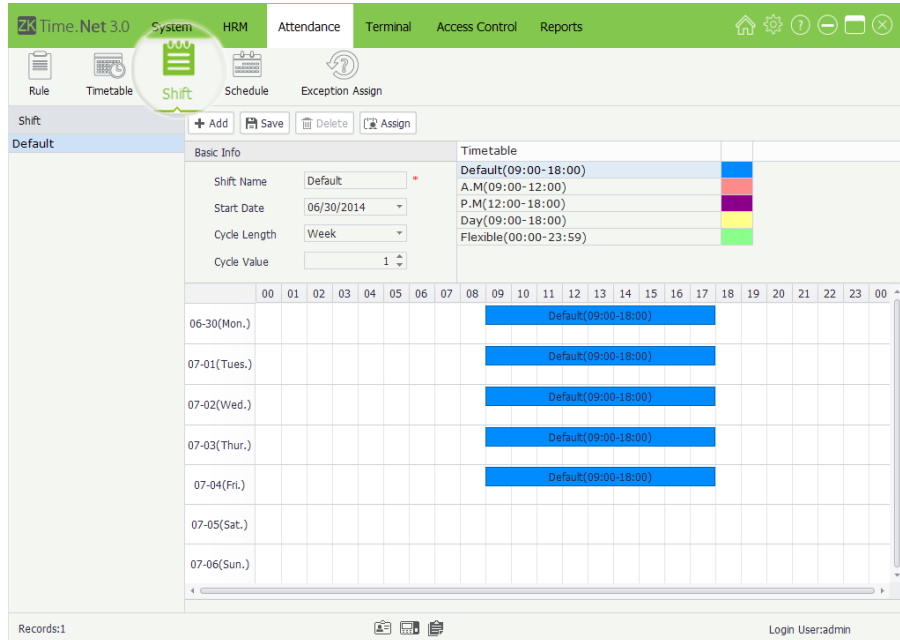 ZK Time.Net 3.0 System HRM Attendance Terminal Access Control Reports
Rule Timetable Shift Schedule Exception Assign
Shift
Default
Add Save Delete Assign
Basic Info
Shift Name Default *
Start Date 06/30/2014
Cycle Length Week
Cycle Value 1
Timetable
Default(09:00-18:00)
A.M(09:00-12:00)
P.M(12:00-18:00)
Day(09:00-18:00)
Flexible(00:00-23:59)
00 01 02 03 04 05 06 07 08 09 10 11 12 13 14 15 16 17 18 19 20 21 22 23 00
06-30(Mon.) Default(09:00-18:00)
07-01(Tues.) Default(09:00-18:00)
07-02(Wed.) Default(09:00-18:00)
07-03(Thur.) Default(09:00-18:00)
07-04(Fri.) Default(09:00-18:00)
07-05(Sat.)
07-06(Sun.)
Records:1 Login User:admin